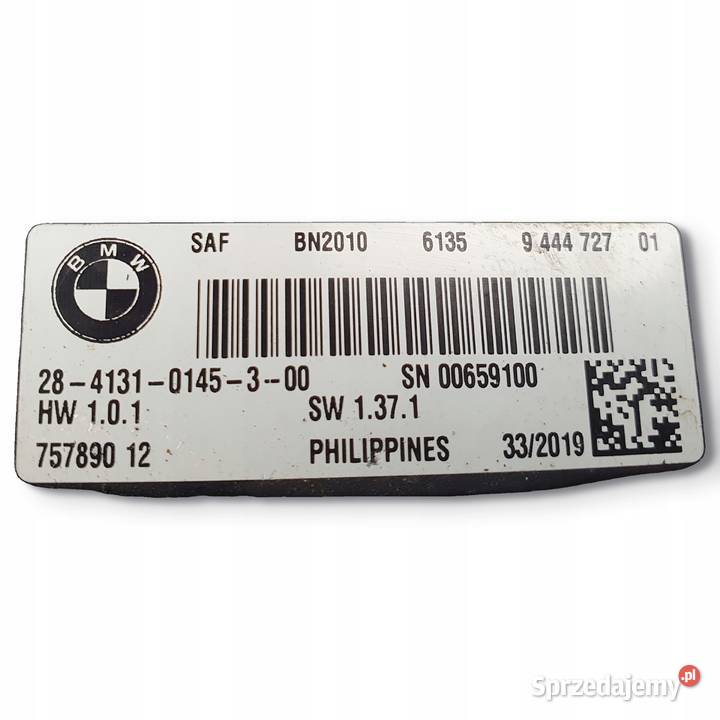 BMW
SAF BN2010 6135 9 444 727 01
28-4131-0145-3-00 SN 00659100
HW 1.0.1 SW 1.37.1
757890 12 PHILIPPINES 33/2019
Sprzedajemy.pl